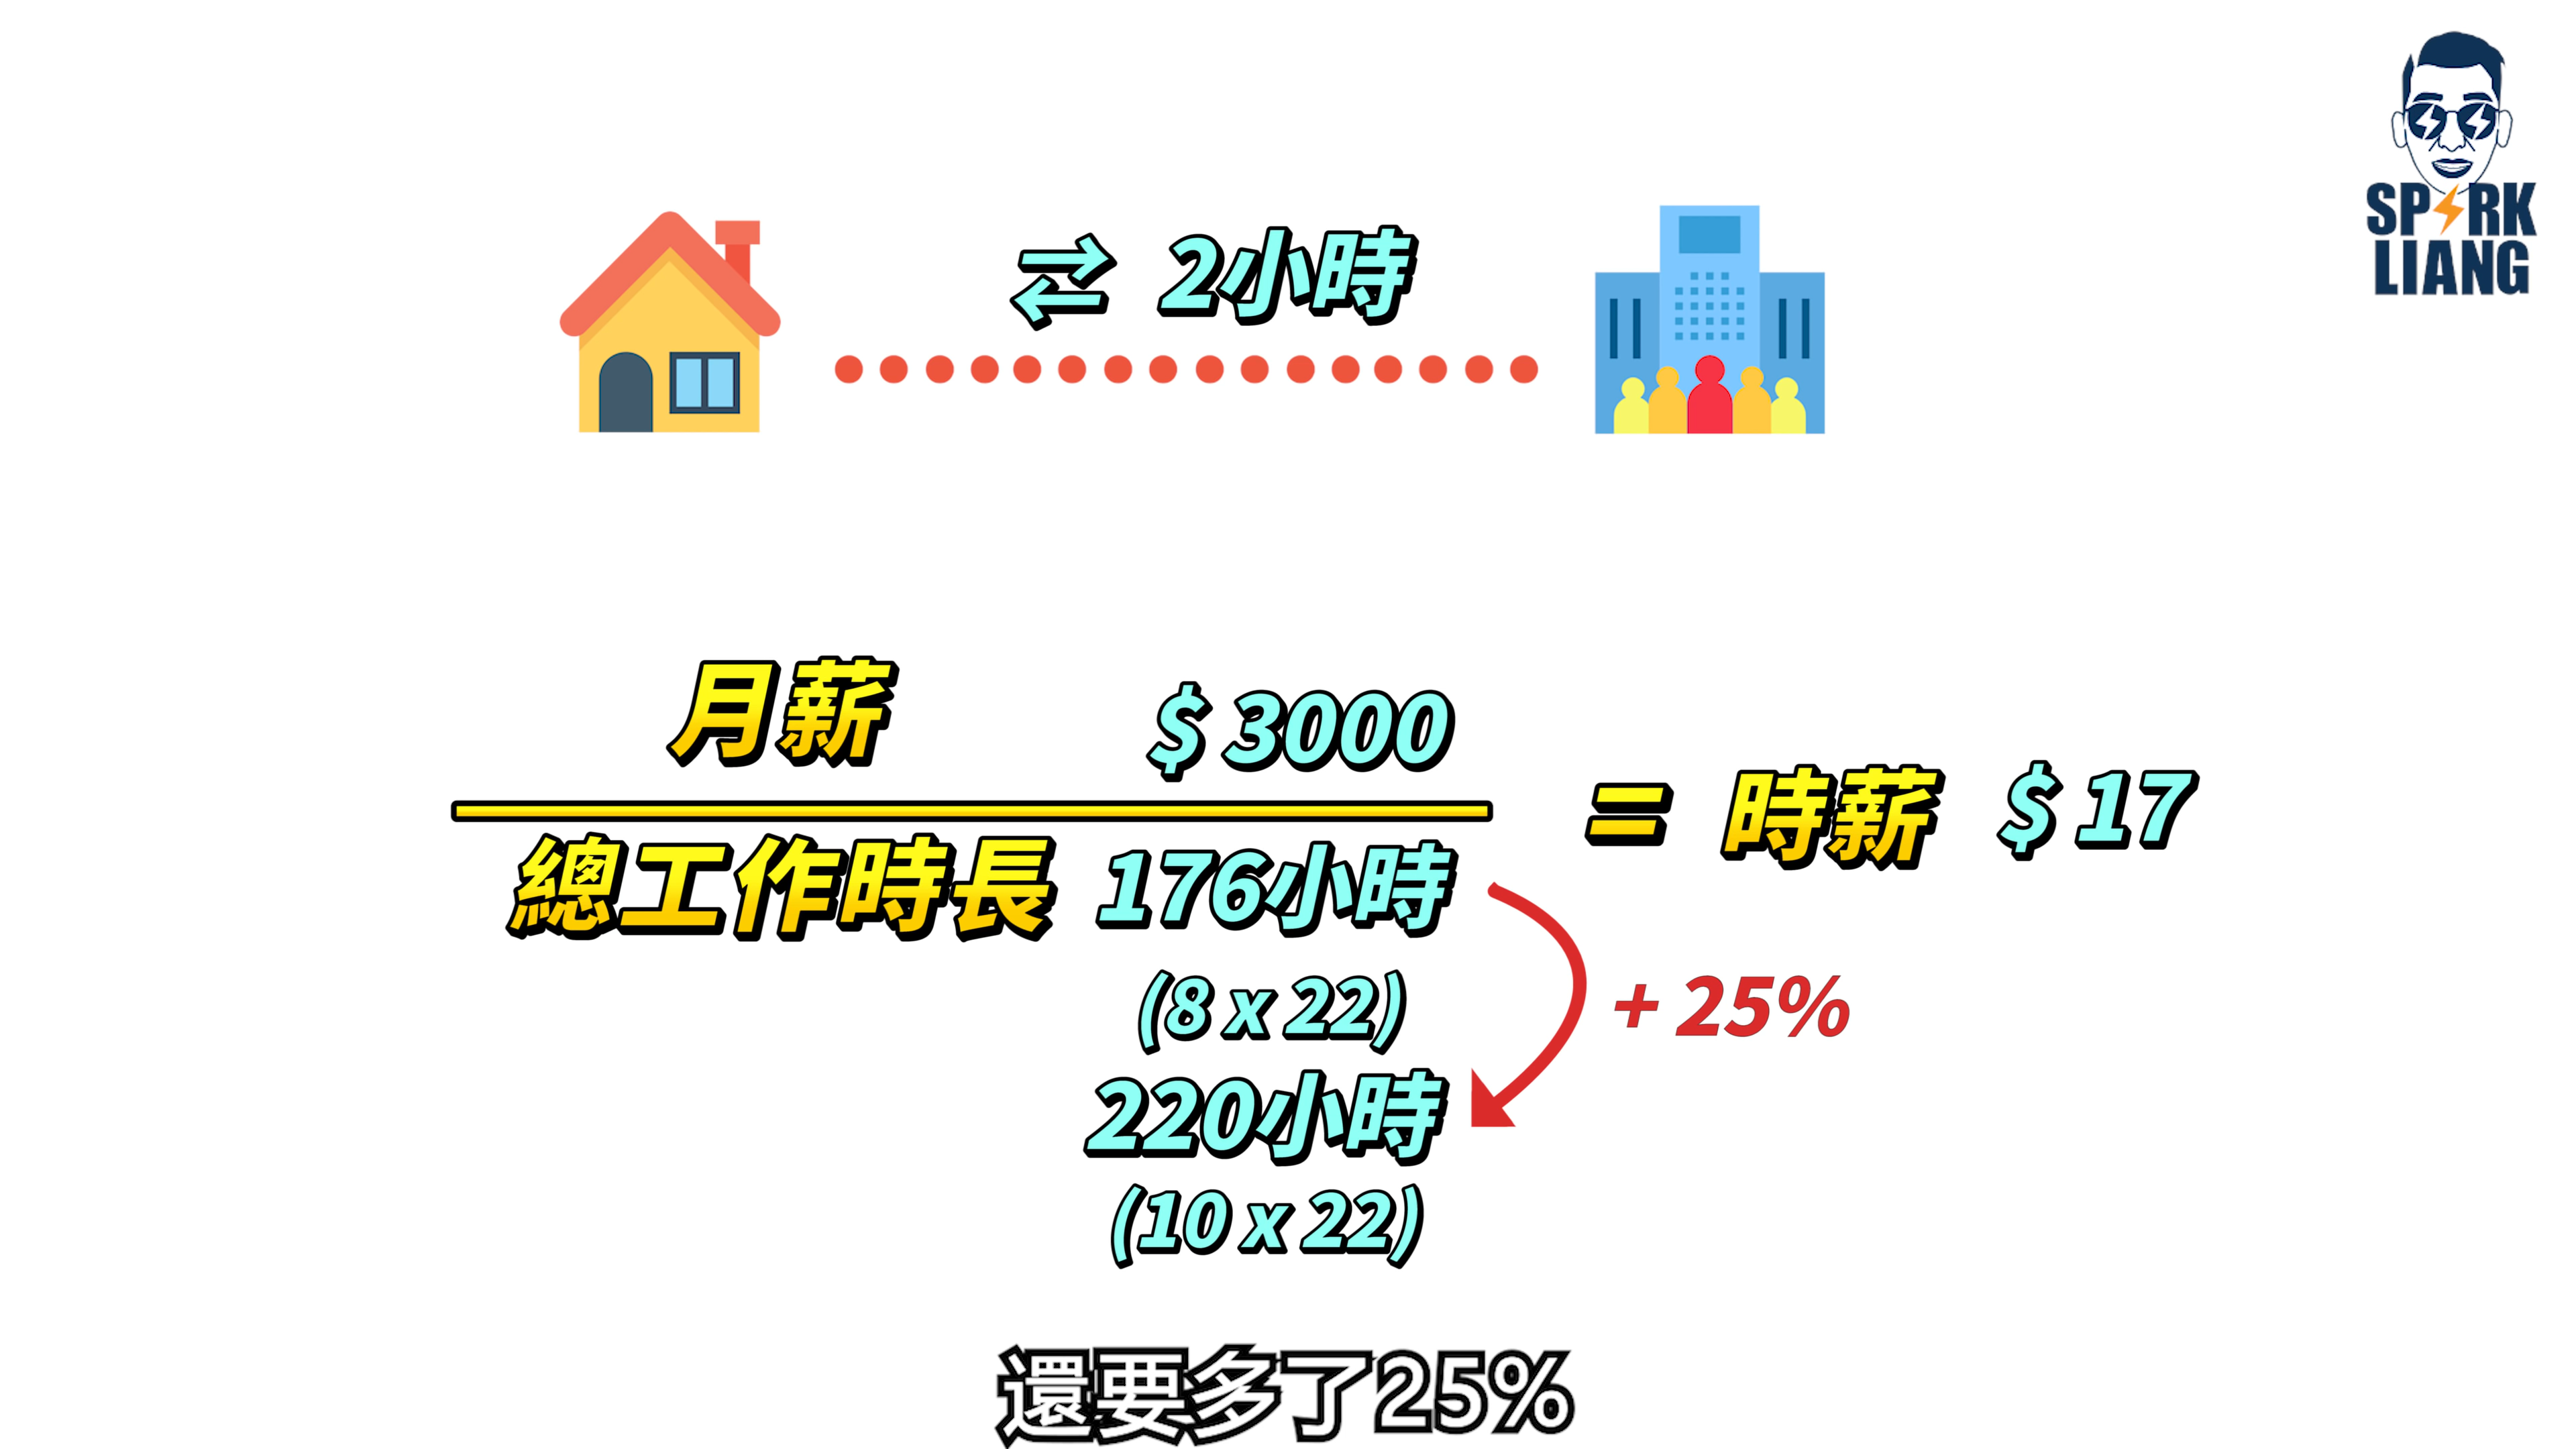 SPARK
LIANG
⇄ 2小時
月薪 $ 3000
總工作時長 176小時
= 時薪 $ 17
(8 x 22)
+ 25%
220小時
(10 x 22)
還要多了25%